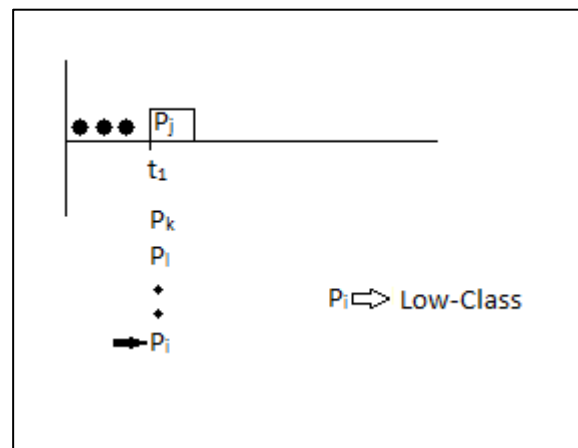 Pj
t1
Pk
Pl
Pi ⇨ Low-Class
Pi